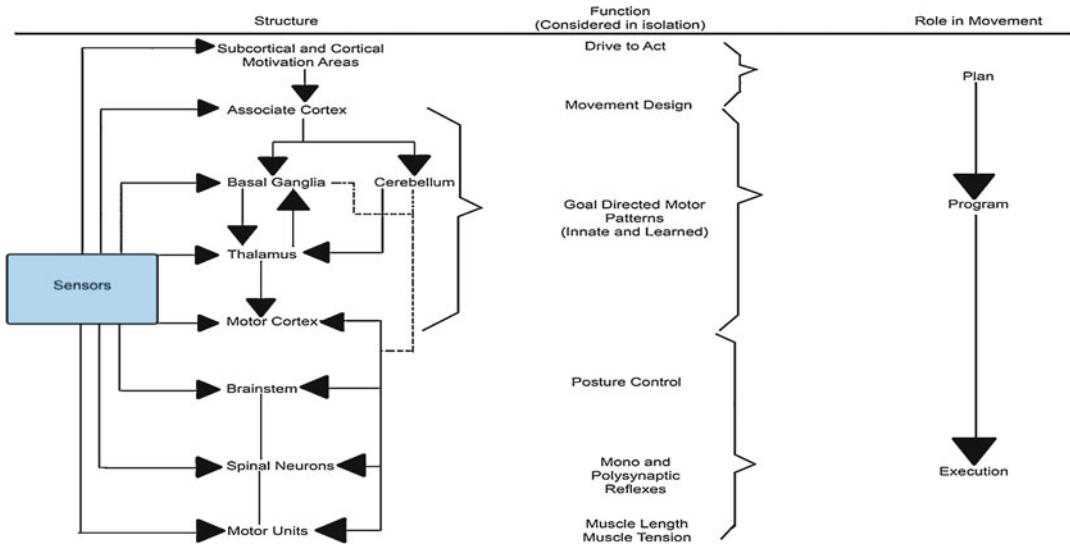 Structure
Function
(Considered in isolation)
Role in Movement
Subcortical and Cortical
Motivation Areas
Drive to Act
Plan
Associate Cortex
Movement Design
Basal Ganglia
Cerebellum
Goal Directed Motor
Patterns
(Innate and Learned)
Program
Thalamus
Sensors
Motor Cortex
Brainstem
Posture Control
Spinal Neurons
Mono and
Polysynaptic
Reflexes
Execution
Motor Units
Muscle Length
Muscle Tension